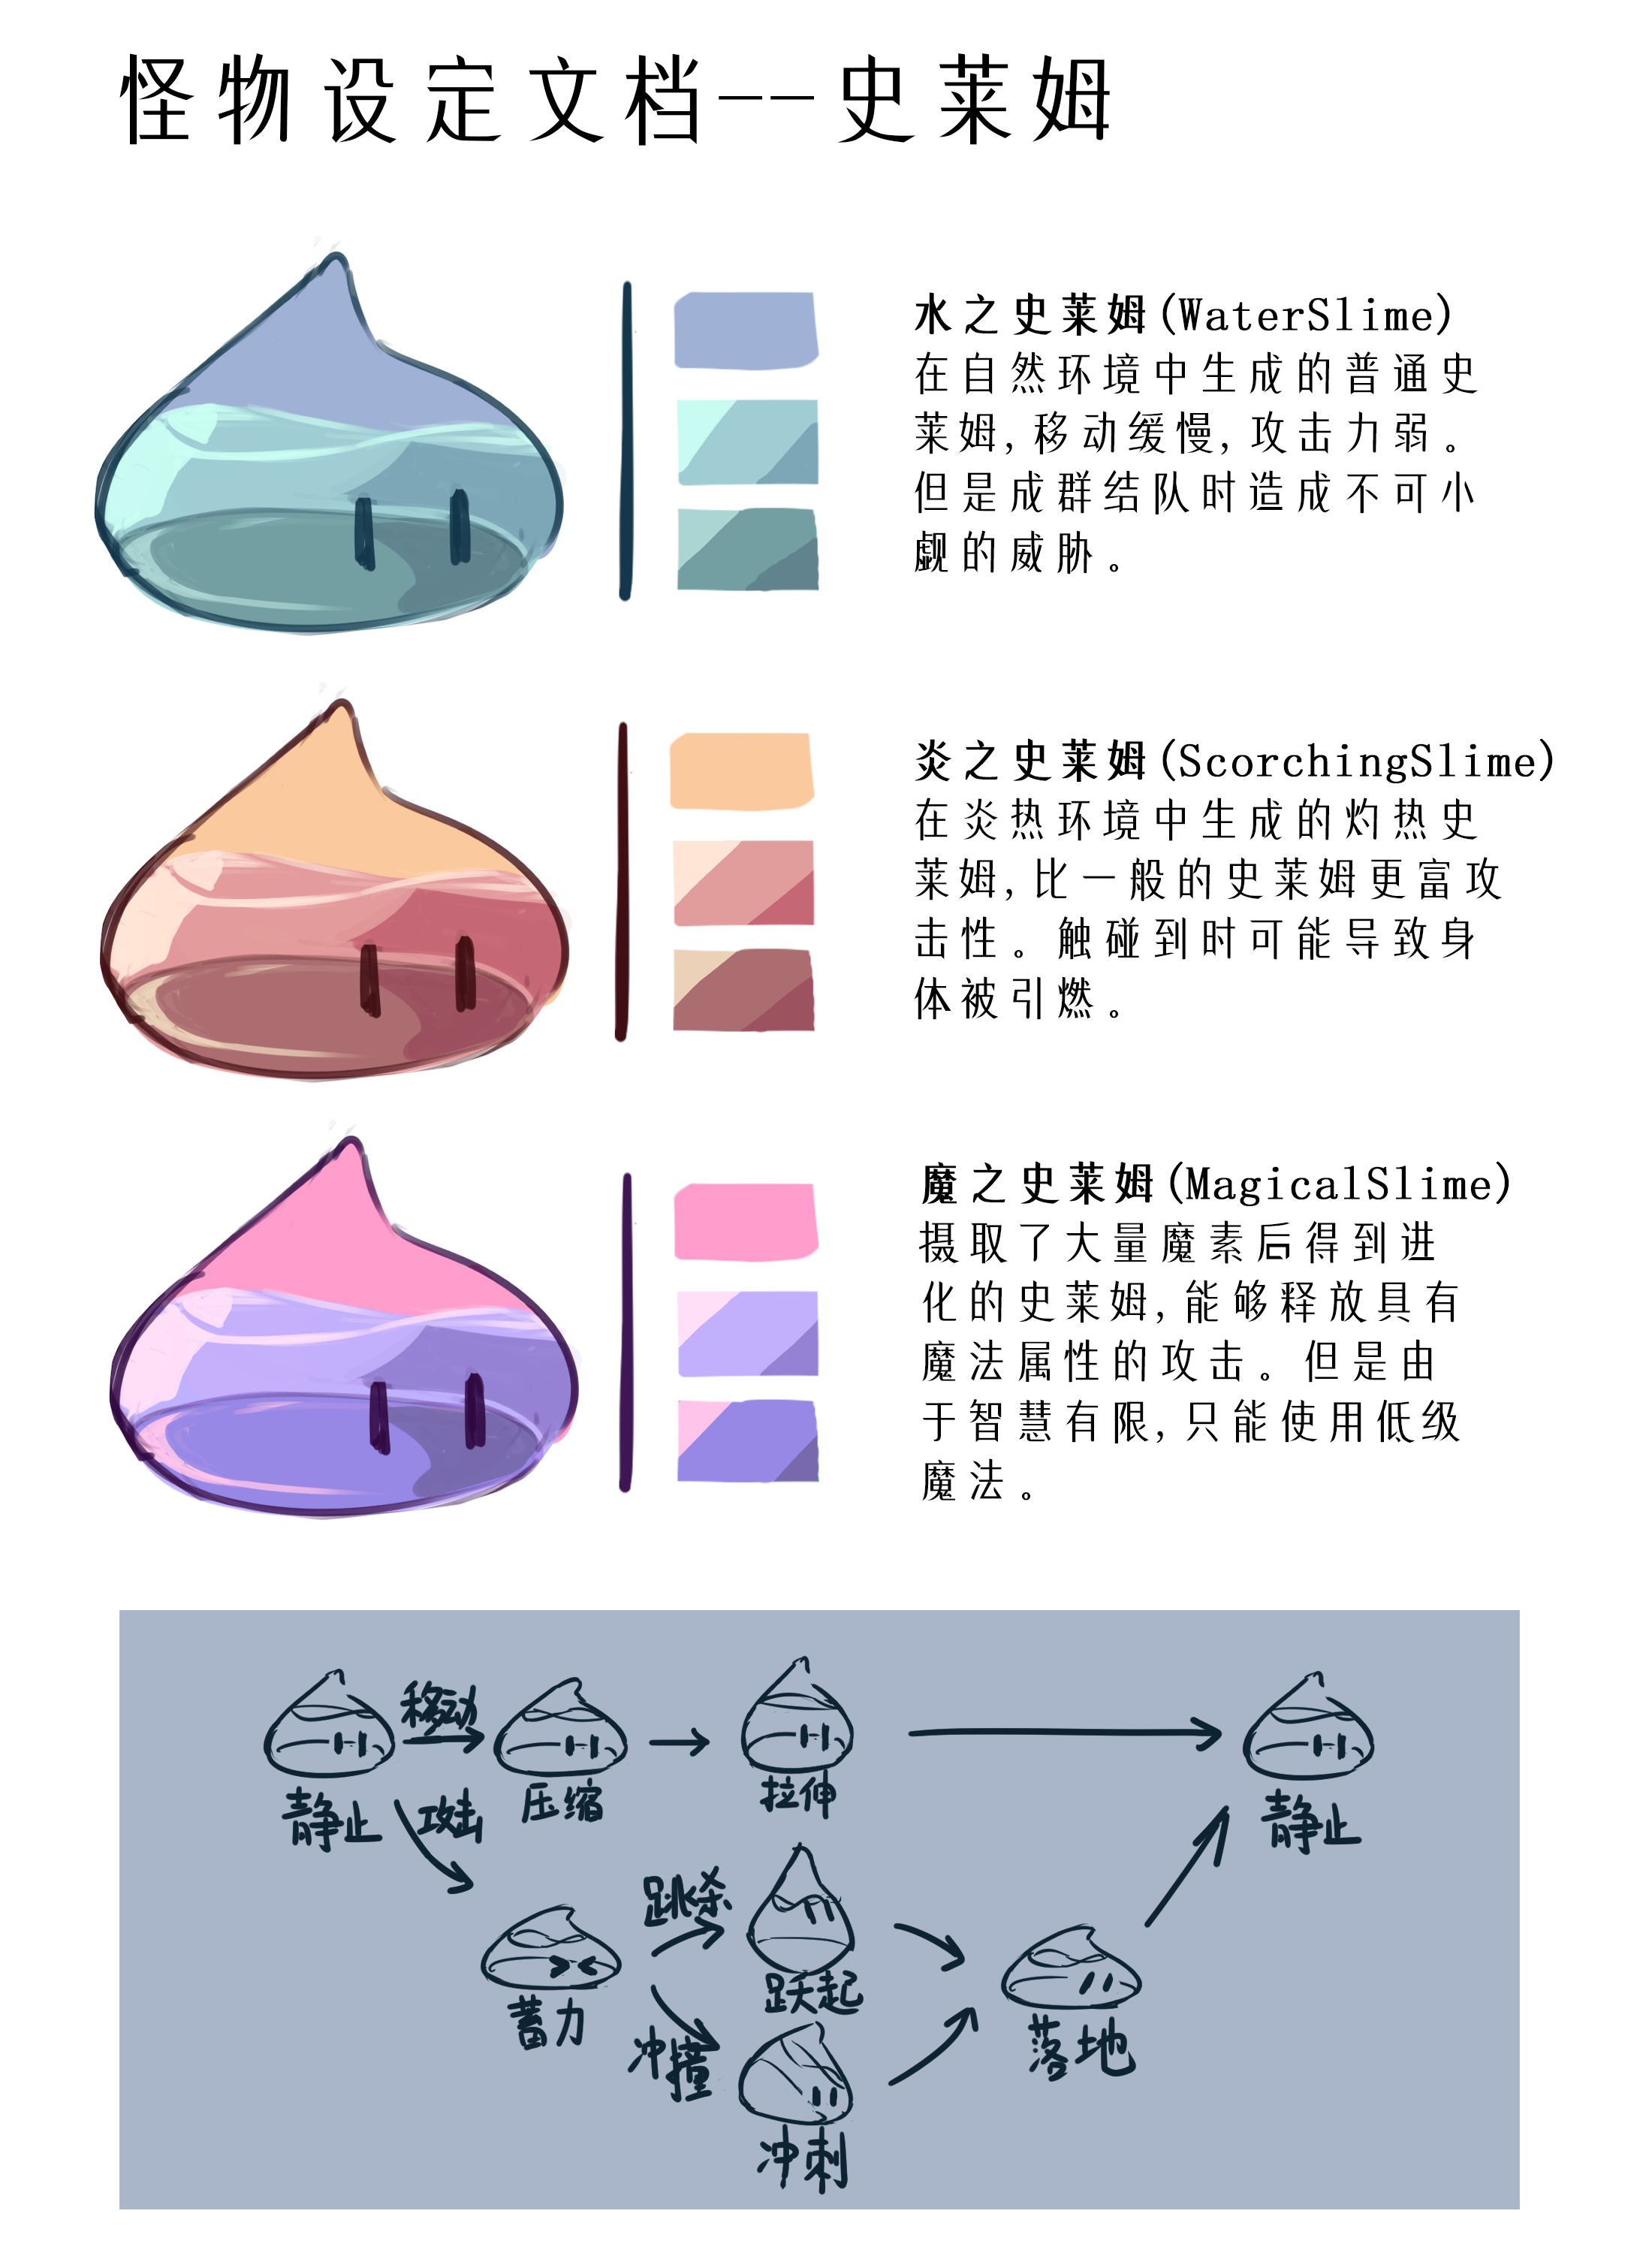 怪物设定文档--史莱姆
水之史莱姆(WaterSlime)
在自然环境中生成的普通史
莱姆,移动缓慢,攻击力弱。
但是成群结队时造成不可小
觑的威胁。
炎之史莱姆(ScorchingSlime)
在炎热环境中生成的灼热史
莱姆,比一般的史莱姆更富攻
击性。触碰到时可能导致身
体被引燃。
魔之史莱姆(MagicalSlime)
摄取了大量魔素后得到进
化的史莱姆,能够释放具有
魔法属性的攻击。但是由
于智慧有限,只能使用低级
魔法。
移动
静止
攻击
压缩
拉伸
静止
跳杀
蓄力
跃起
冲撞
落地
冲刺